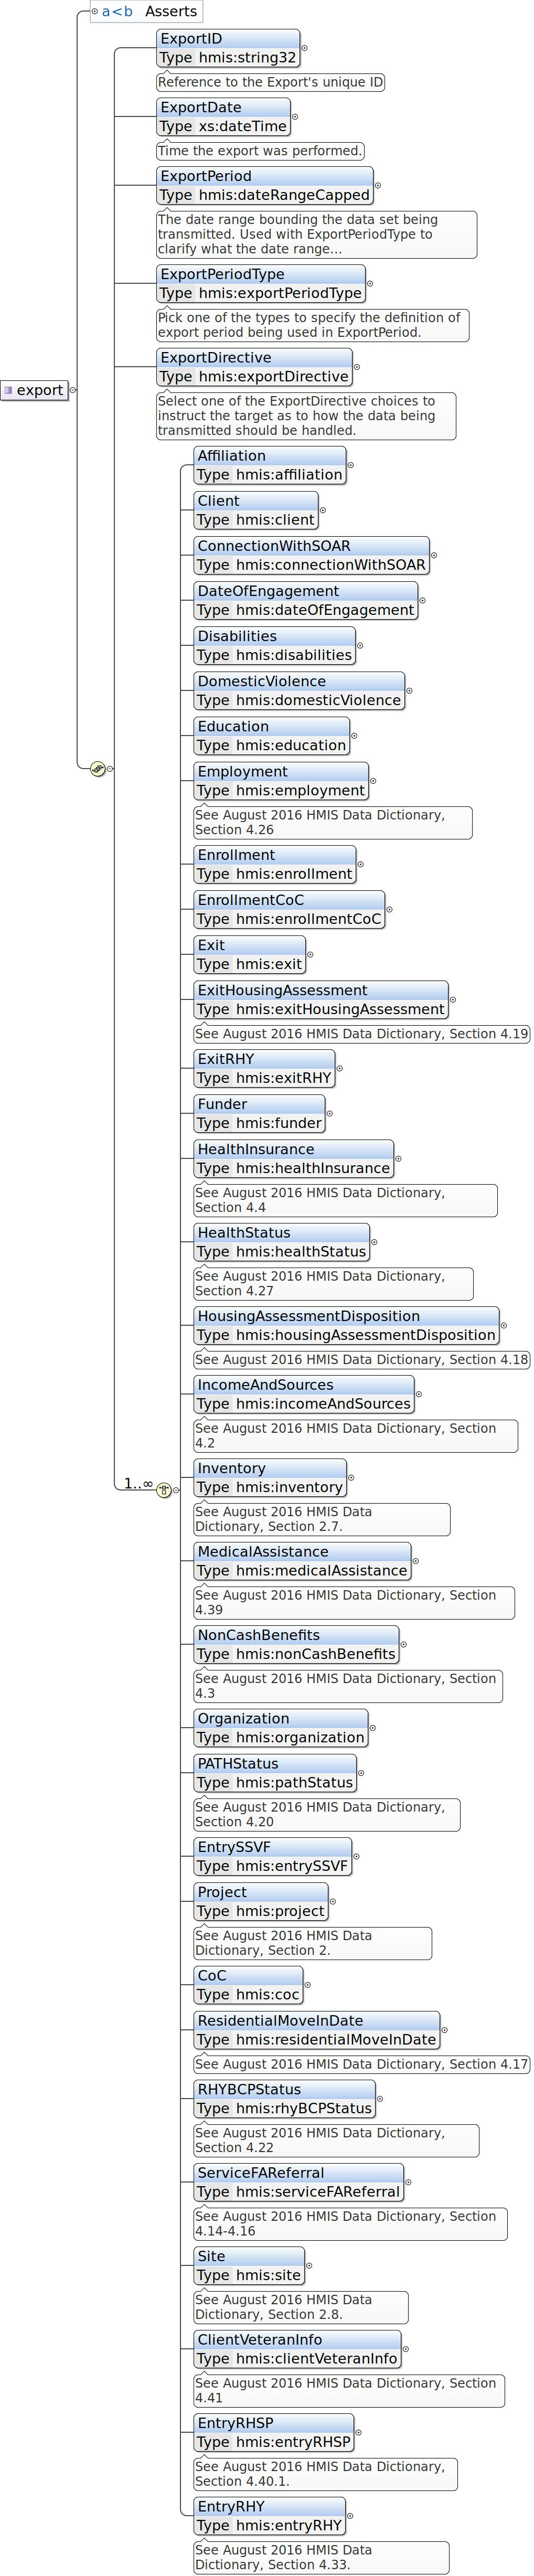 a<b Asserts
ExportID
Type hmis:string32
Reference to the Export's unique ID
ExportDate
Type xs:dateTime
Time the export was performed.
ExportPeriod
Type hmis:dateRangeCapped
The date range bounding the data set being
transmitted. Used with ExportPeriodType to
clarify what the date range...
ExportPeriodType
Type hmis:exportPeriodType
Pick one of the types to specify the definition of
export period being used in ExportPeriod.
ExportDirective
Type hmis:exportDirective
export
Select one of the ExportDirective choices to
instruct the target as to how the data being
transmitted should be handled.
Affiliation
Type hmis:affiliation
Client
Type hmis:client
ConnectionWithSOAR
Type hmis:connectionWithSOAR
DateOfEngagement
Type hmis:dateOfEngagement
Disabilities
Type hmis:disabilities
DomesticViolence
Type hmis:domesticViolence
Education
Type hmis:education
Employment
Type hmis:employment
See August 2016 HMIS Data Dictionary,
Section 4.26
Enrollment
Type hmis:enrollment
EnrollmentCoC
Type hmis:enrollmentCoC
Exit
Type hmis:exit
ExitHousingAssessment
Type hmis:exitHousingAssessment
See August 2016 HMIS Data Dictionary, Section 4.19
ExitRHY
Type hmis:exitRHY
Funder
Type hmis:funder
HealthInsurance
Type hmis:healthInsurance
See August 2016 HMIS Data Dictionary,
Section 4.4
HealthStatus
Type hmis:healthStatus
See August 2016 HMIS Data Dictionary,
Section 4.27
HousingAssessmentDisposition
Type hmis:housingAssessmentDisposition
See August 2016 HMIS Data Dictionary, Section 4.18
IncomeAndSources
Type hmis:incomeAndSources
See August 2016 HMIS Data Dictionary, Section
4.2
1..∞
Inventory
Type hmis:inventory
See August 2016 HMIS Data
Dictionary, Section 2.7.
MedicalAssistance
Type hmis:medicalAssistance
See August 2016 HMIS Data Dictionary, Section
4.39
NonCashBenefits
Type hmis:nonCashBenefits
See August 2016 HMIS Data Dictionary, Section
4.3
Organization
Type hmis:organization
PATHStatus
Type hmis:pathStatus
See August 2016 HMIS Data Dictionary,
Section 4.20
EntrySSVF
Type hmis:entrySSVF
Project
Type hmis:project
See August 2016 HMIS Data
Dictionary, Section 2.
CoC
Type hmis:coc
ResidentialMoveInDate
Type hmis:residentialMoveInDate
See August 2016 HMIS Data Dictionary, Section 4.17
RHYBCPStatus
Type hmis:rhyBCPStatus
See August 2016 HMIS Data Dictionary,
Section 4.22
ServiceFAReferral
Type hmis:serviceFAReferral
See August 2016 HMIS Data Dictionary, Section
4.14-4.16
Site
Type hmis:site
See August 2016 HMIS Data
Dictionary, Section 2.8.
ClientVeteranInfo
Type hmis:clientVeteranInfo
See August 2016 HMIS Data Dictionary, Section
4.41
EntryRHSP
Type hmis:entryRHSP
See August 2016 HMIS Data Dictionary,
Section 4.40.1.
EntryRHY
Type hmis:entryRHY
See August 2016 HMIS Data
Dictionary, Section 4.33.